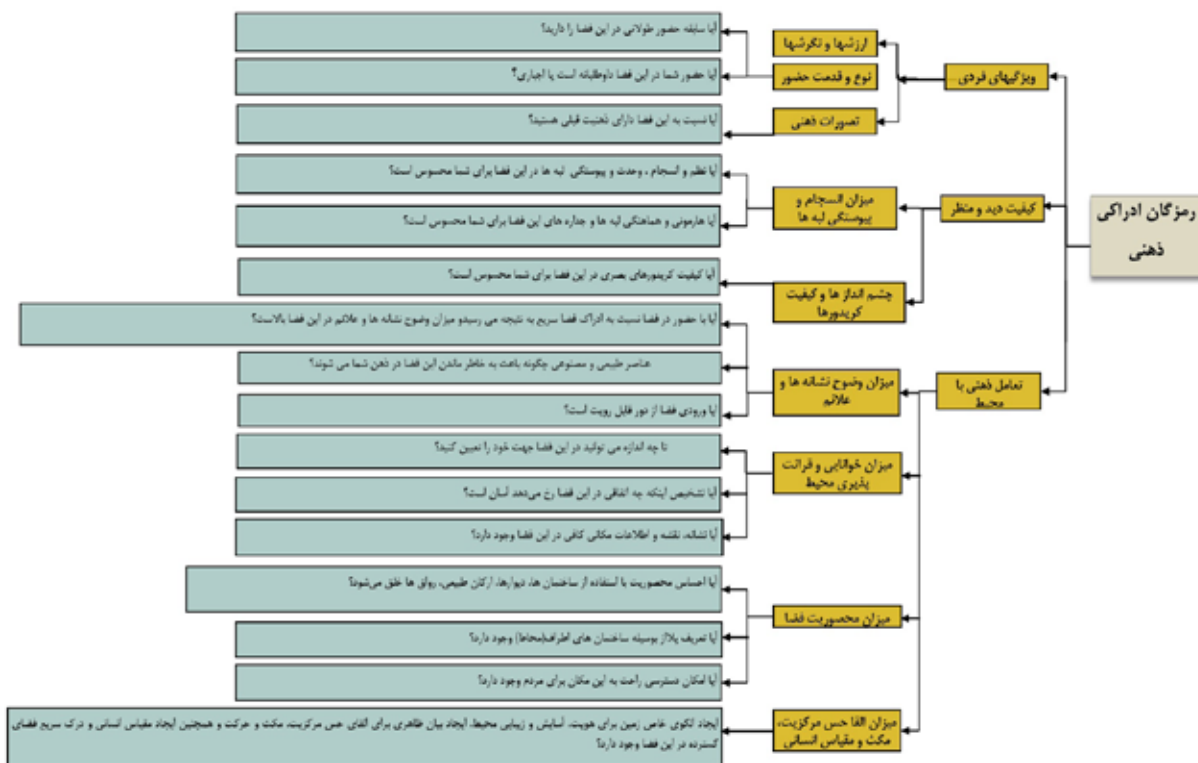 رمزگان ادراکی
ذهنی
ویژگیهای فردی
ارزشها و نگرشها
نوع و قدمت حضور
آیا سابقه حضور طولانی در این فضا را دارید؟
آیا حضور شما در این فضا داوطلبانه است یا اجباری؟
تصورات ذهنی
آیا نسبت به این فضا دارای ذهنیت قبلی هستید؟
کیفیت دید و منظر
میزان انسجام و
پیوستگی لبه ها
آیا نظم و انسجام ، وحدت و پیوستگی لبه ها در این فضا برای شما محسوس است؟
آیا هارمونی و هماهنگی لبه ها و جداره های این فضا برای شما محسوس است؟
چشم انداز ها و کیفیت
کریدورها
آیا کیفیت کریدورهای بصری در این فضا برای شما محسوس است؟
تعامل ذهنی با
محیط
میزان وضوح نشانه ها و
علائم
آیا با حضور در فضا نسبت به ادراک فضا سریع به نتیجه می رسیدو میزان وضوح نشانه ها و علائم در این فضا بالاست؟
عناصر طبیعی و مصنوعی چگونه باعث به خاطر ماندن این فضا در ذهن شما می شوند؟
آیا ورودی فضا از دور قابل رویت است؟
میزان خوانایی و قرائت
پذیری محیط
تا چه اندازه می توانید در این فضا جهت خود را تعیین کنید؟
آیا تشخیص اینکه چه اتفاقی در این فضا رخ می‌دهد آسان است؟
آیا نشانه، نقشه و اطلاعات مکانی کافی در این فضا وجود دارد؟
میزان محصوریت فضا
آیا احساس محصوریت با استفاده از ساختمان ها، دیوارها، ارکان طبیعی، رواق ها خلق می‌شود؟
آیا تعریف پلازا بوسیله ساختمان های اطراف(محاط) وجود دارد؟
آیا امکان دسترسی راحت به این مکان برای مردم وجود دارد؟
میزان القا حس مرکزیت،
مکث و مقیاس انسانی
ایجاد الگوی خاص زمین برای هویت، آسایش و زیبایی محیط، ایجاد بیان ظاهری برای القای حس مرکزیت، مکث و حرکت و همچنین ایجاد مقیاس انسانی و درک سریع فضای
گسترده در این فضا وجود دارد؟